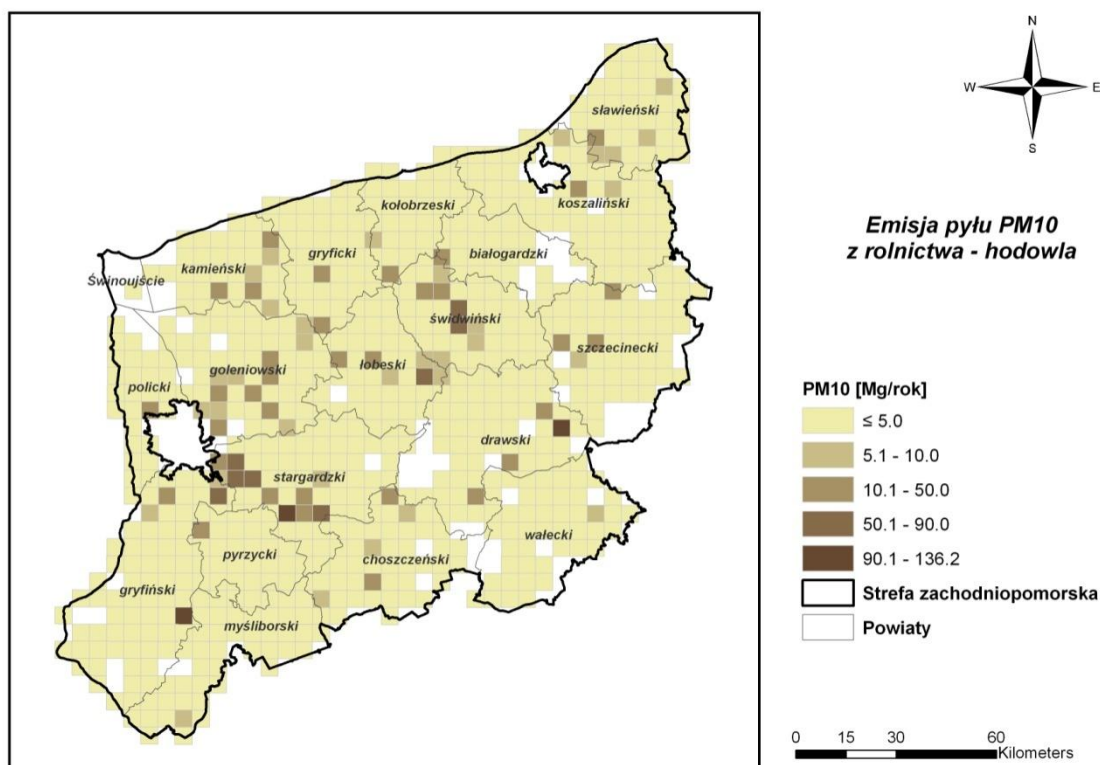 N
W E
S
Emisja pyłu PM10
z rolnictwa - hodowla
sławieński
koszaliński
kołobrzeski
białogardzki
gryficki
kamieński
Świnoujście
świdwiński
szczecinecki
łobeski
goleniowski
policki
drawski
stargardzki
wałecki
choszczeński
pyrzycki
gryfiński
myśliborski
PM10 [Mg/rok]
≤ 5.0
5.1 - 10.0
10.1 - 50.0
50.1 - 90.0
90.1 - 136.2
Strefa zachodniopomorska
Powiaty
0 15 30 60
Kilometers